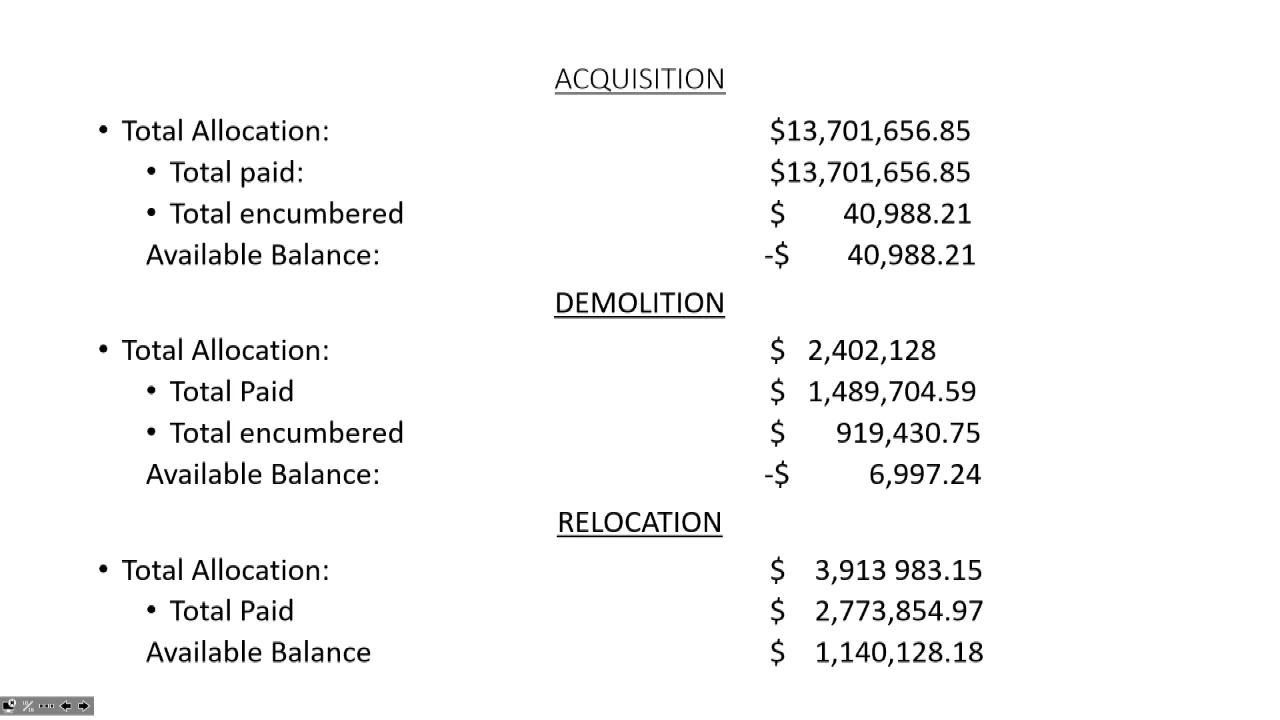 ACQUISITION
• Total Allocation: $13,701,656.85
• Total paid: $13,701,656.85
• Total encumbered $ 40,988.21
Available Balance: -$ 40,988.21
DEMOLITION
• Total Allocation: $ 2,402,128
• Total Paid $ 1,489,704.59
• Total encumbered $ 919,430.75
Available Balance: -$ 6,997.24
RELOCATION
• Total Allocation: $ 3,913 983.15
• Total Paid $ 2,773,854.97
Available Balance $ 1,140,128.18